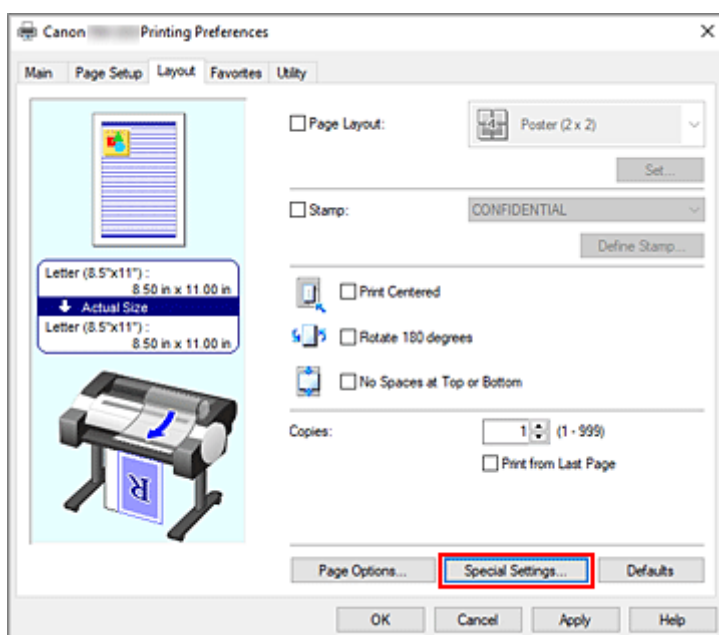 Canon Printing Preferences
Main Page Setup Layout Favorites Utility
Page Layout: Poster (2 x 2)
Set...
Stamp: CONFIDENTIAL
Define Stamp...
Letter (8.5"x11") :
8.50 in x 11.00 in
Actual Size
Letter (8.5"x11") :
8.50 in x 11.00 in
Print Centered
Rotate 180 degrees
No Spaces at Top or Bottom
Copies: 1 (1 - 999)
Print from Last Page
R
Page Options... Special Settings... Defaults
OK Cancel Apply Help